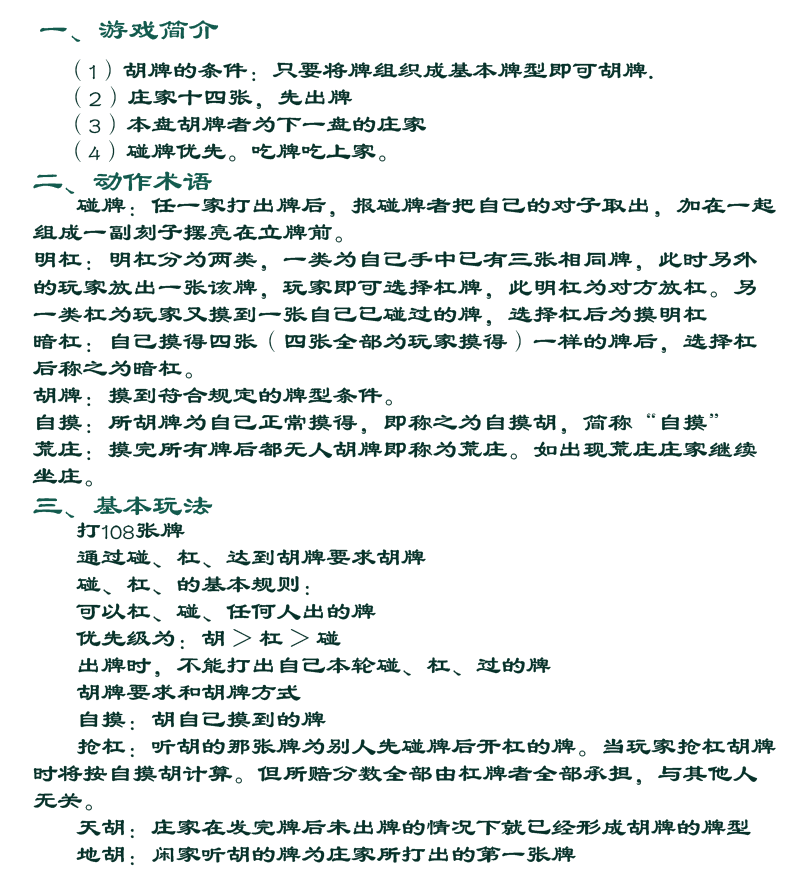 一、游戏简介
（1）胡牌的条件：只要将牌组织成基本牌型即可胡牌.
（2）庄家十四张，先出牌
（3）本盘胡牌者为下一盘的庄家
（4）碰牌优先。吃牌吃上家。
二、动作术语
碰牌：任一家打出牌后，报碰牌者把自己的对子取出，加在一起
组成一副刻子摆亮在立牌前。
明杠：明杠分为两类，一类为自己手中已有三张相同牌，此时另外
的玩家放出一张该牌，玩家即可选择杠牌，此明杠为对方放杠。另
一类杠为玩家又摸到一张自己已碰过的牌，选择杠后为摸明杠
暗杠：自己摸得四张（四张全部为玩家摸得）一样的牌后，选择杠
后称之为暗杠。
胡牌：摸到符合规定的牌型条件。
自摸：所胡牌为自己正常摸得，即称之为自摸胡，简称“自摸”
荒庄：摸完所有牌后都无人胡牌即称为荒庄。如出现荒庄庄家继续
坐庄。
三、基本玩法
打108张牌
通过碰、杠、达到胡牌要求胡牌
碰、杠、的基本规则：
可以杠、碰、任何人出的牌
优先级为：胡＞杠＞碰
出牌时，不能打出自己本轮碰、杠、过的牌
胡牌要求和胡牌方式
自摸：胡自己摸到的牌
抢杠：听胡的那张牌为别人先碰牌后开杠的牌。当玩家抢杠胡牌
时将按自摸胡计算。但所赔分数全部由杠牌者全部承担，与其他人
无关。
天胡：庄家在发完牌后未出牌的情况下就已经形成胡牌的牌型
地胡：闲家听胡的牌为庄家所打出的第一张牌